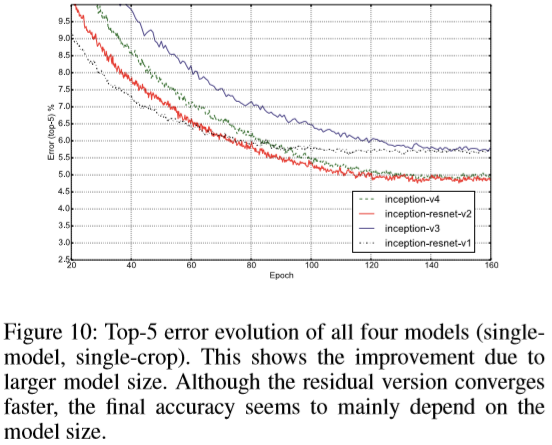 9.5
9.0
8.5
8.0
7.5
7.0
6.5
6.0
5.5
5.0
4.5
4.0
3.5
3.0
2.5
Error (top-5) %
20 40 60 80 100 120 140 160
Epoch
inception-v4
inception-resnet-v2
inception-v3
inception-resnet-v1
Figure 10: Top-5 error evolution of all four models (single-
model, single-crop). This shows the improvement due to
larger model size. Although the residual version converges
faster, the final accuracy seems to mainly depend on the
model size.